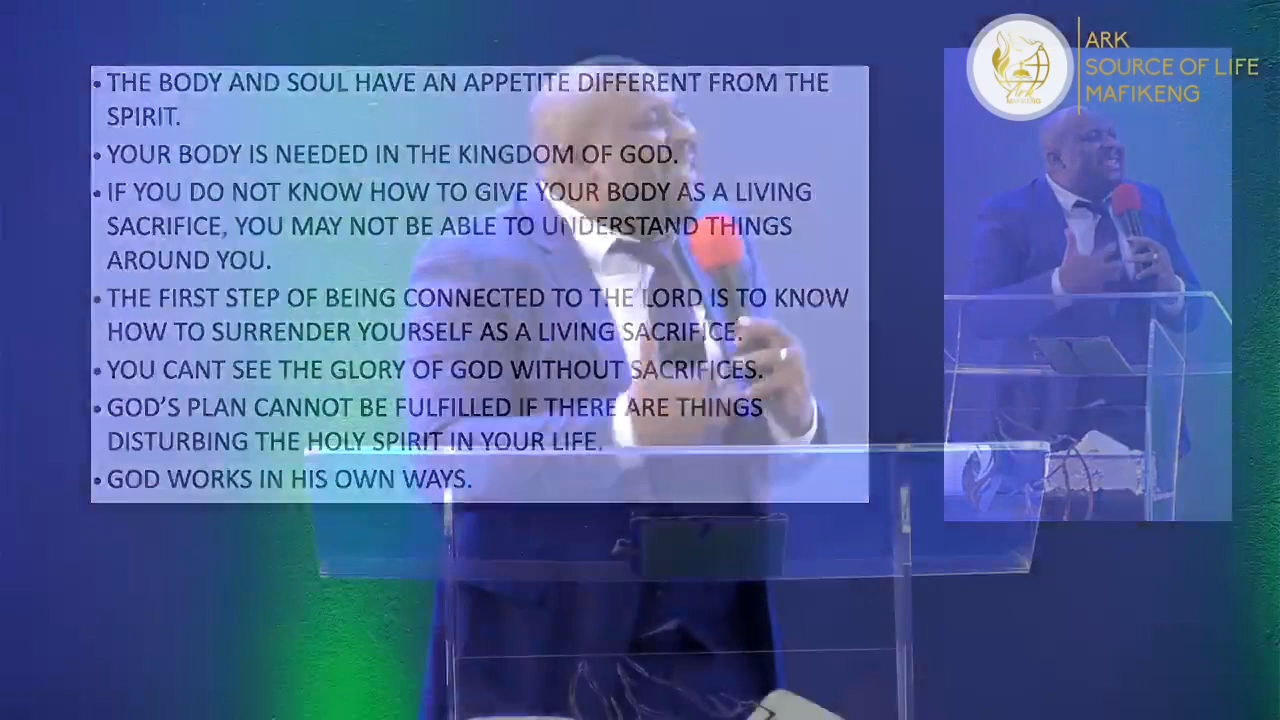 • THE BODY AND SOUL HAVE AN APPETITE DIFFERENT FROM THE
SPIRIT.
• YOUR BODY IS NEEDED IN THE KINGDOM OF GOD.
• IF YOU DO NOT KNOW HOW TO GIVE YOUR BODY AS A LIVING
SACRIFICE, YOU MAY NOT BE ABLE TO UNDERSTAND THINGS
AROUND YOU.
• THE FIRST STEP OF BEING CONNECTED TO THE LORD IS TO KNOW
HOW TO SURRENDER YOURSELF AS A LIVING SACRIFICE.
• YOU CANT SEE THE GLORY OF GOD WITHOUT SACRIFICES.
• GOD’S PLAN CANNOT BE FULFILLED IF THERE ARE THINGS
DISTURBING THE HOLY SPIRIT IN YOUR LIFE.
• GOD WORKS IN HIS OWN WAYS.
Ark
MAFIKENG
ARK
SOURCE OF LIFE
MAFIKENG